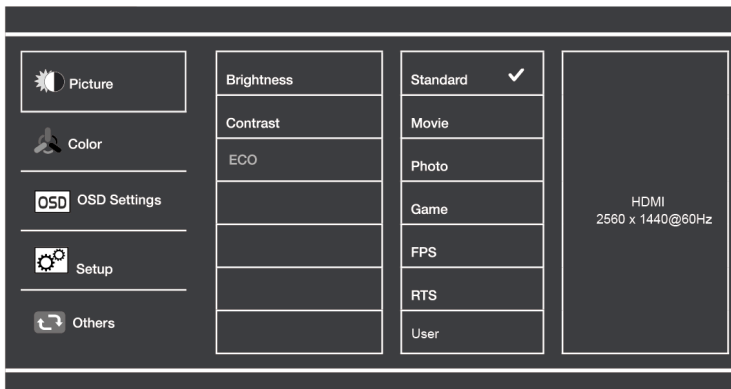 Picture
Color
OSD OSD Settings
Setup
Others
Brightness
Contrast
ECO
Standard
Movie
Photo
Game
FPS
RTS
User
HDMI
2560 x 1440@60Hz